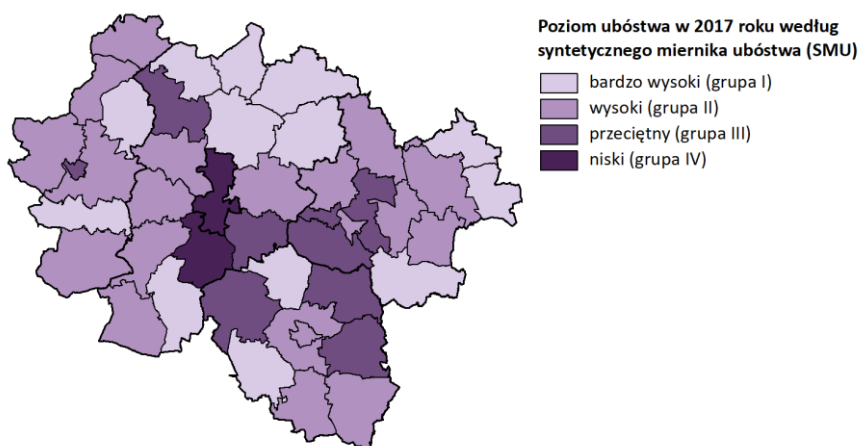 Poziom ubóstwa w 2017 roku według
syntetycznego miernika ubóstwa (SMU)
bardzo wysoki (grupa I)
wysoki (grupa II)
przeciętny (grupa III)
niski (grupa IV)